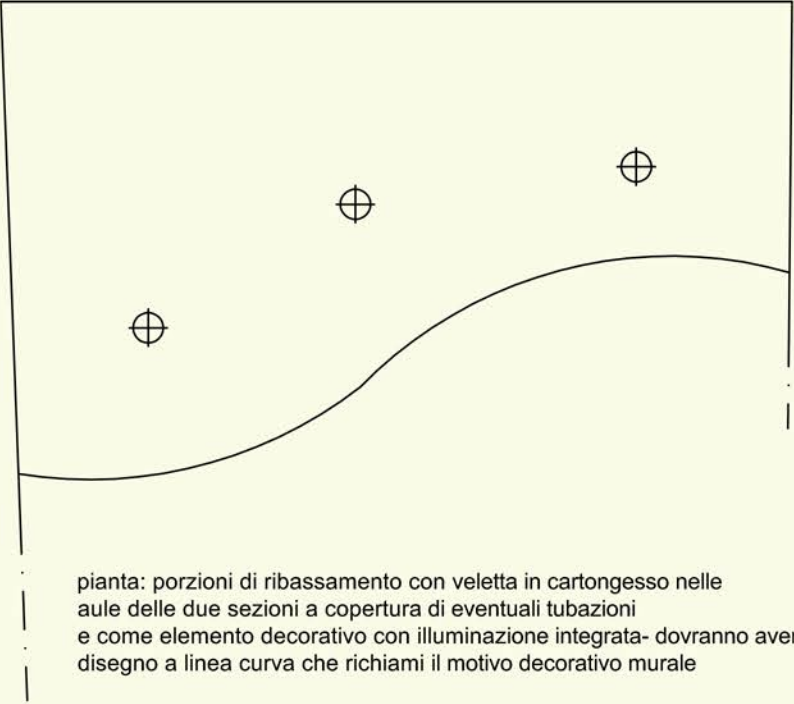 pianta: porzioni di ribassamento con veletta in cartongesso nelle
aule delle due sezioni a copertura di eventuali tubazioni
e come elemento decorativo con illuminazione integrata- dovranno aver
disegno a linea curva che richiami il motivo decorativo murale